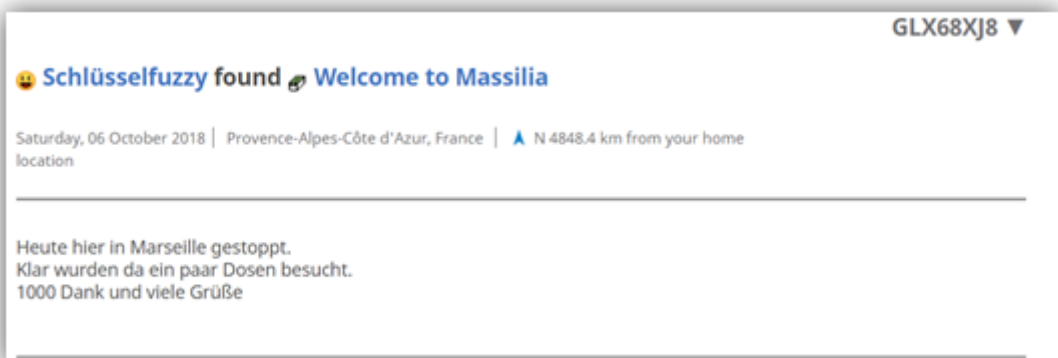 GLX68XJ8 ▼
Schlüsselfuzzy found Welcome to Massilia
Saturday, 06 October 2018 | Provence-Alpes-Côte d'Azur, France | N 4848.4 km from your home
location
Heute hier in Marseille gestoppt.
Klar wurden da ein paar Dosen besucht.
1000 Dank und viele Grüße